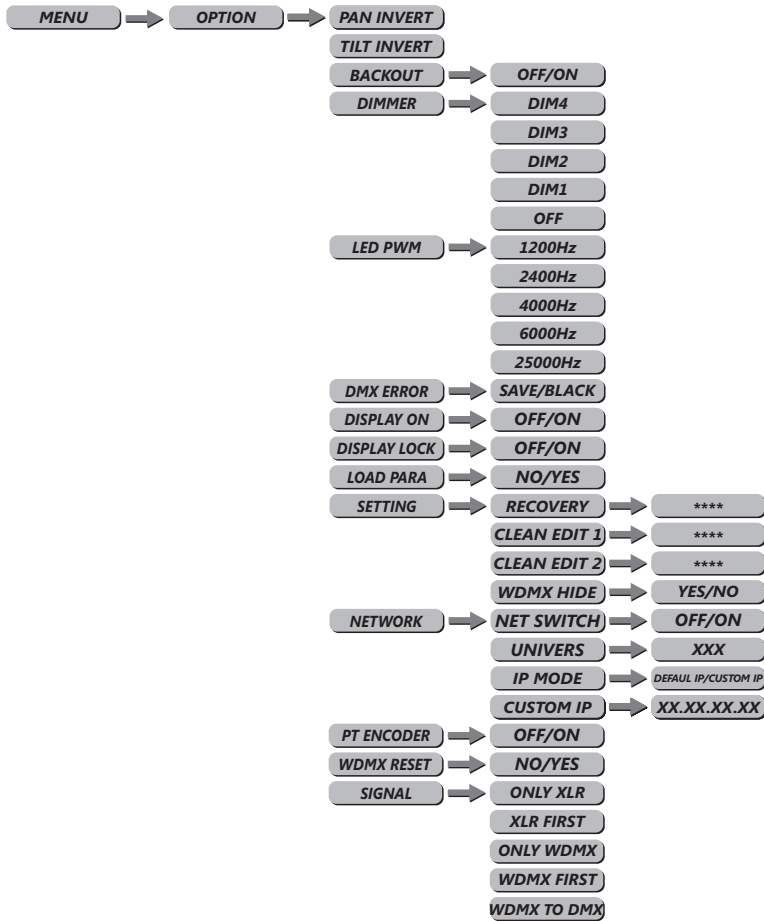 MENU OPTION PAN INVERT
TILT INVERT
BACKOUT OFF/ON
DIMMER DIM4
DIM3
DIM2
DIM1
OFF
LED PWM 1200Hz
2400Hz
4000Hz
6000Hz
25000Hz
DMX ERROR SAVE/BLACK
DISPLAY ON OFF/ON
DISPLAY LOCK OFF/ON
LOAD PARA NO/YES
SETTING RECOVERY ****
CLEAN EDIT 1 ****
CLEAN EDIT 2 ****
WDMX HIDE YES/NO
NETWORK NET SWITCH OFF/ON
UNIVERS XXX
IP MODE DEFAUL IP/CUSTOM IP
CUSTOM IP XX.XX.XX.XX
PT ENCODER OFF/ON
WDMX RESET NO/YES
SIGNAL ONLY XLR
XLR FIRST
ONLY WDMX
WDMX FIRST
WDMX TO DMX